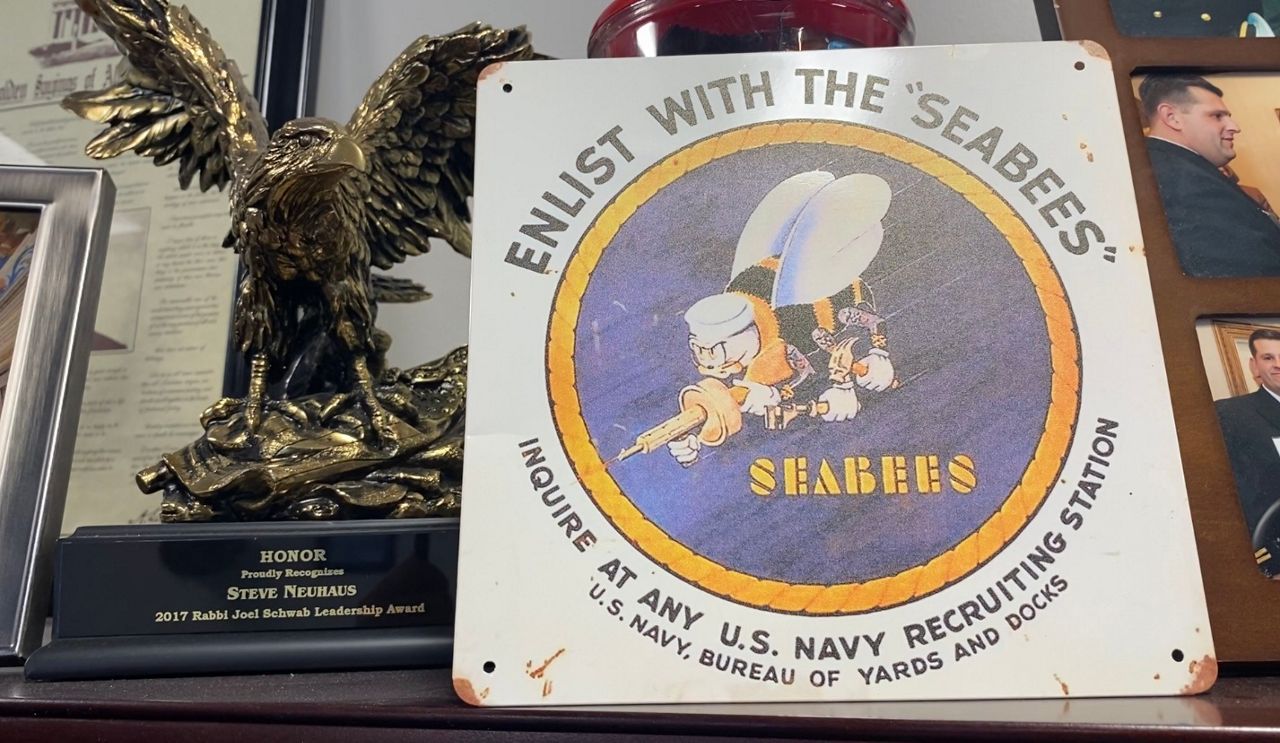 ENLIST WITH THE "SEABEES"
SEABEES
INQUIRE AT ANY U.S. NAVY RECRUITING STATION
U.S. NAVY, BUREAU OF YARDS AND DOCKS
HONOR
Proudly Recognizes
STEVE NEUHAUS
2017 Rabbi Joel Schwab Leadership Award